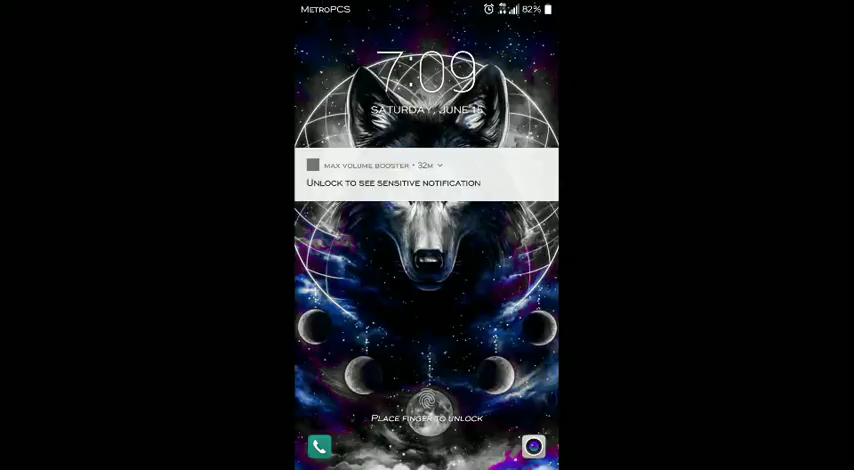 MetroPCS 82%
7:09
SATURDAY, JUNE 15
MAX VOLUME BOOSTER • 32M
UNLOCK TO SEE SENSITIVE NOTIFICATION
PLACE FINGER TO UNLOCK